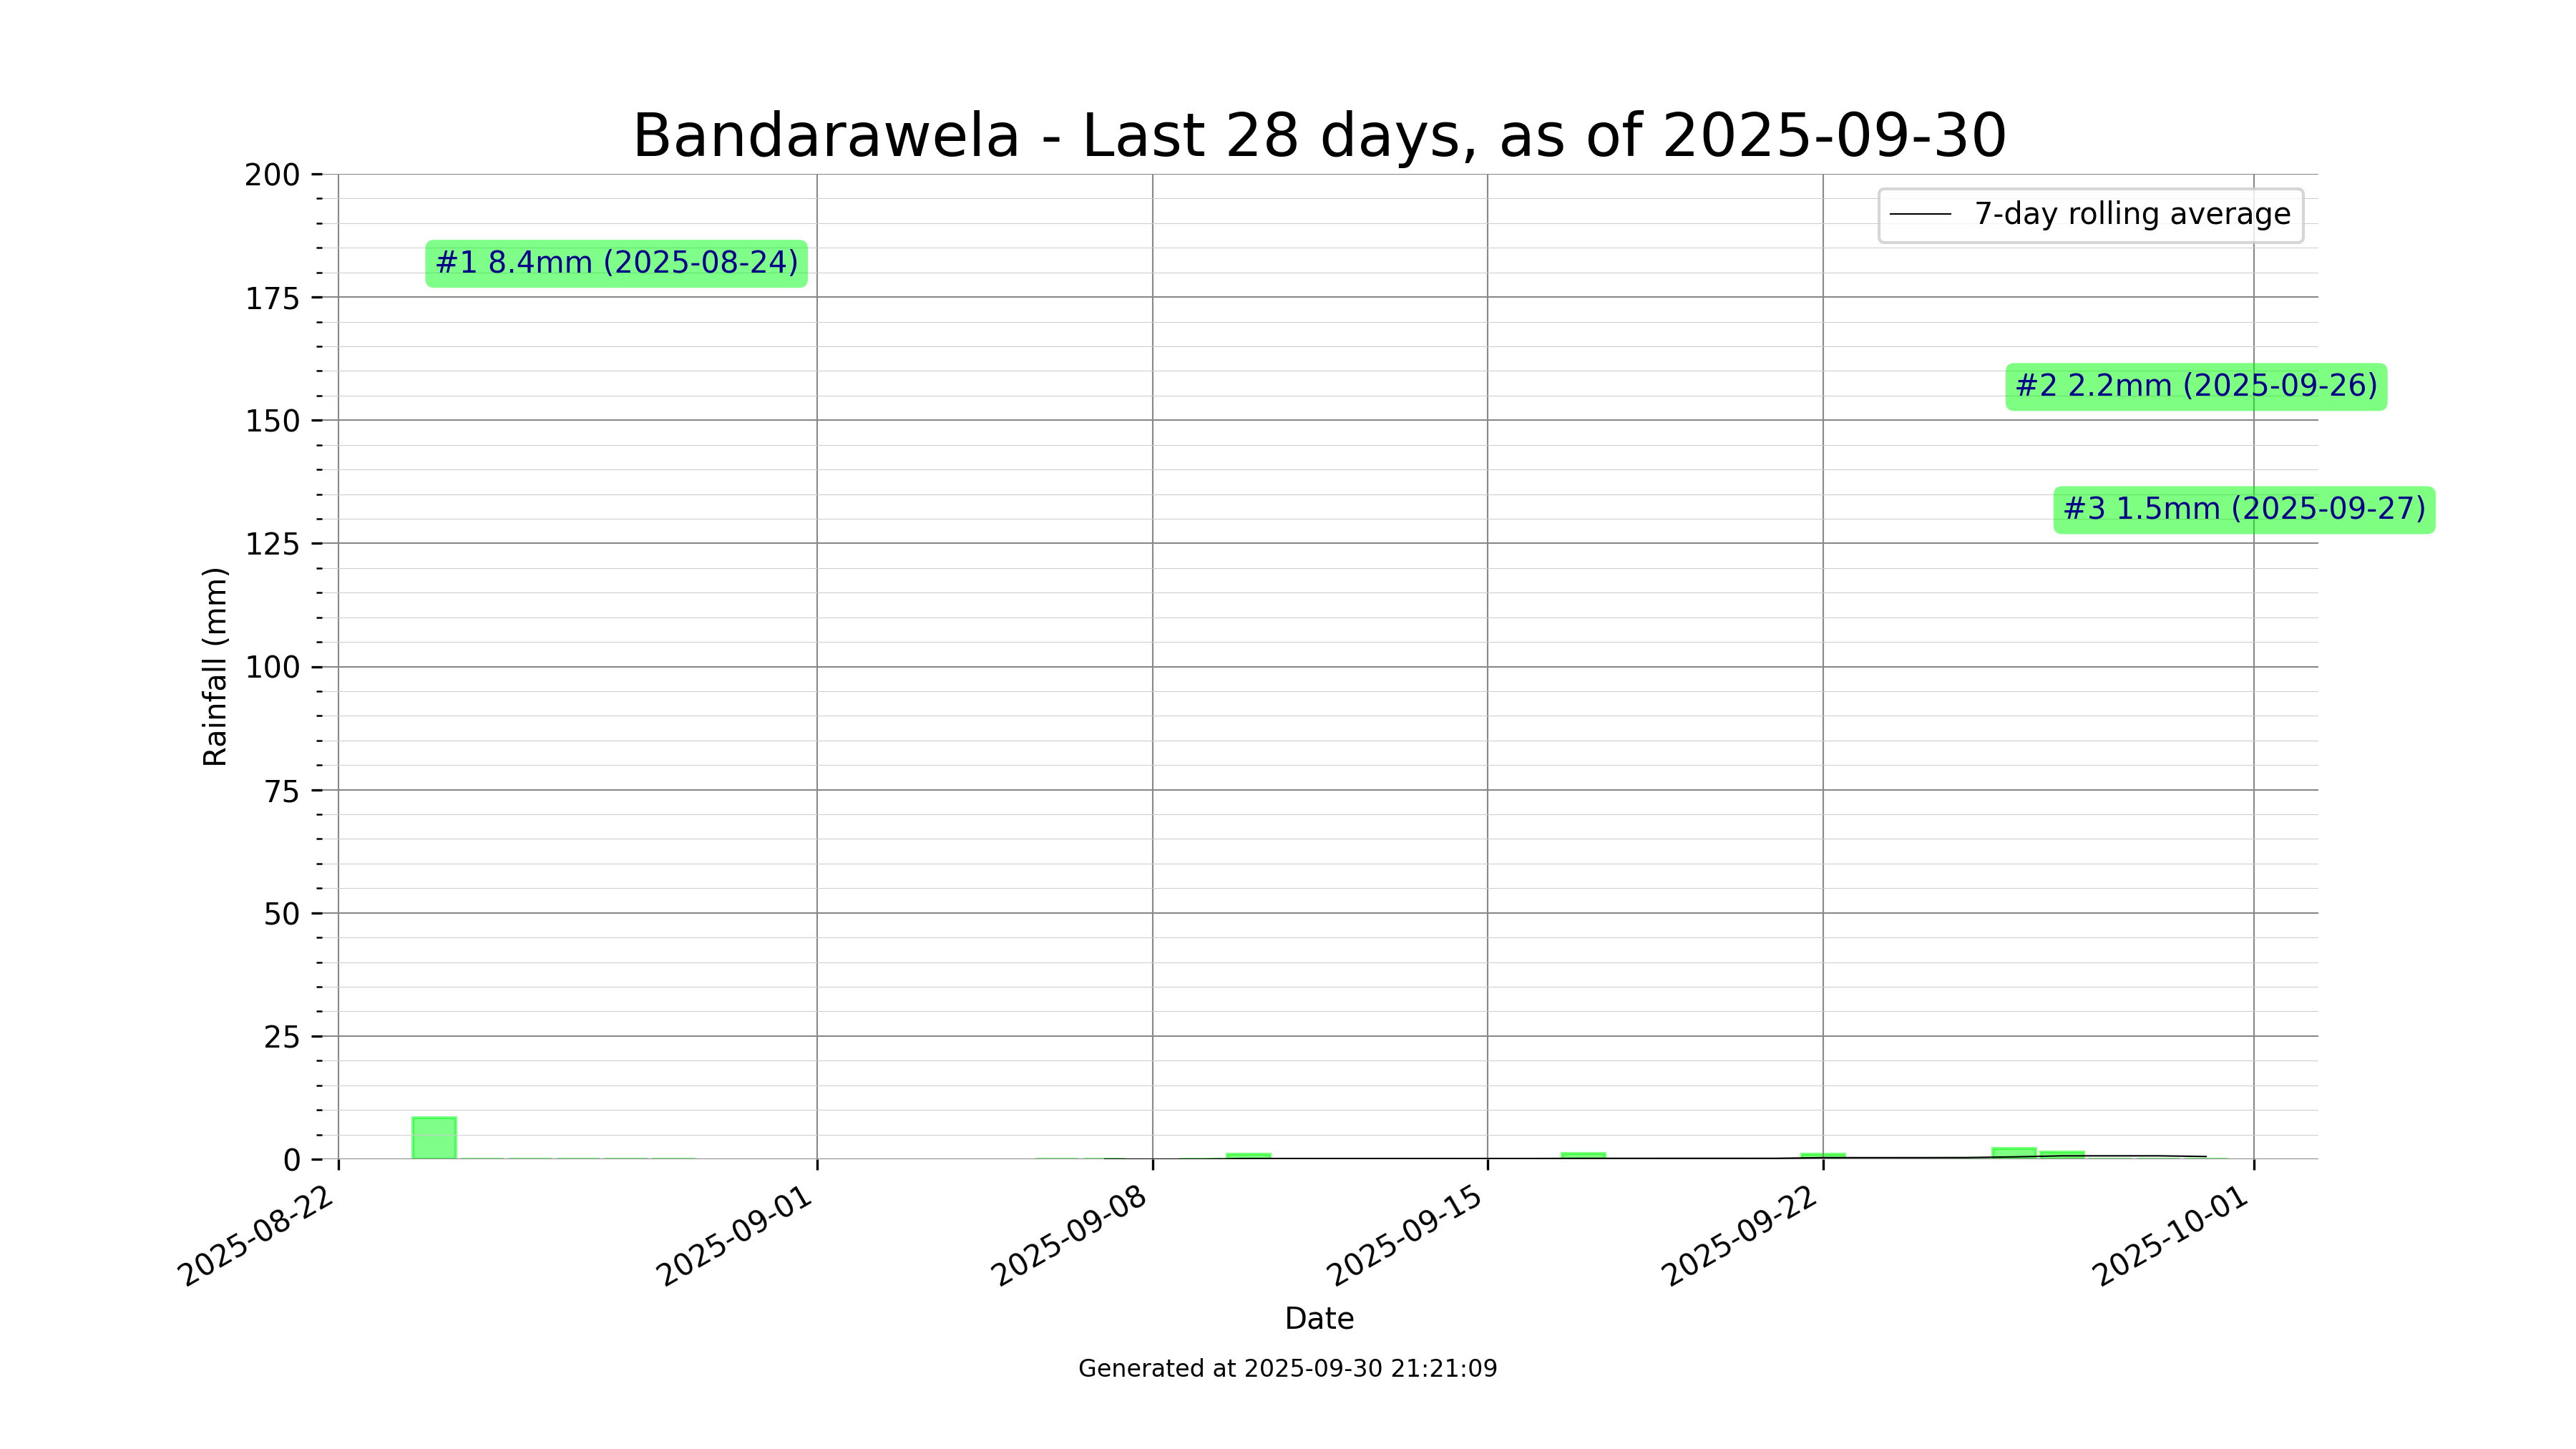 Bandarawela - Last 28 days, as of 2025-09-30
200
175
150
125
100
75
50
25
0
Rainfall (mm)
7-day rolling average
#1 8.4mm (2025-08-24)
#2 2.2mm (2025-09-26)
#3 1.5mm (2025-09-27)
2025-08-22
2025-09-01
2025-09-08
2025-09-15
2025-09-22
2025-10-01
Date
Generated at 2025-09-30 21:21:09